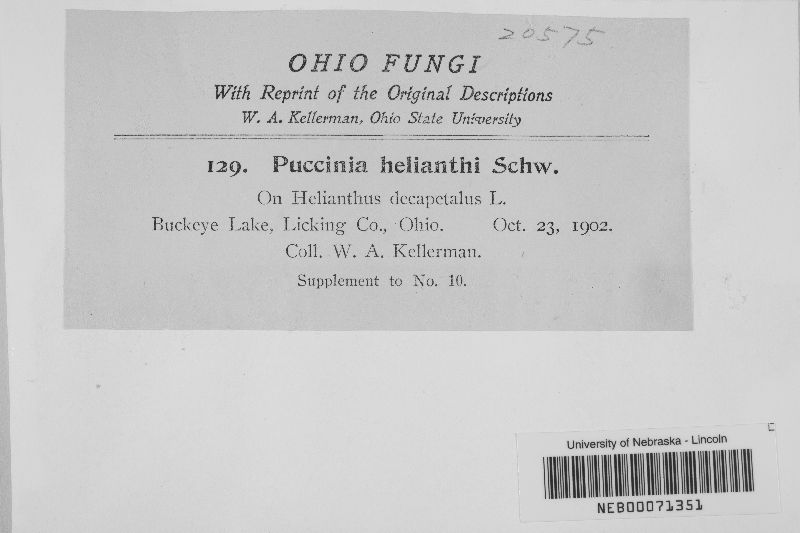 20575
OHIO FUNGI
With Reprint of the Original Descriptions
W. A. Kellerman, Ohio State University
129. Puccinia helianthi Schw.
On Helianthus decapetalus L.
Buckeye Lake, Licking Co., Ohio. Oct. 23, 1902.
Coll. W. A. Kellerman.
Supplement to No. 10.
University of Nebraska - Lincoln
NEB00071351